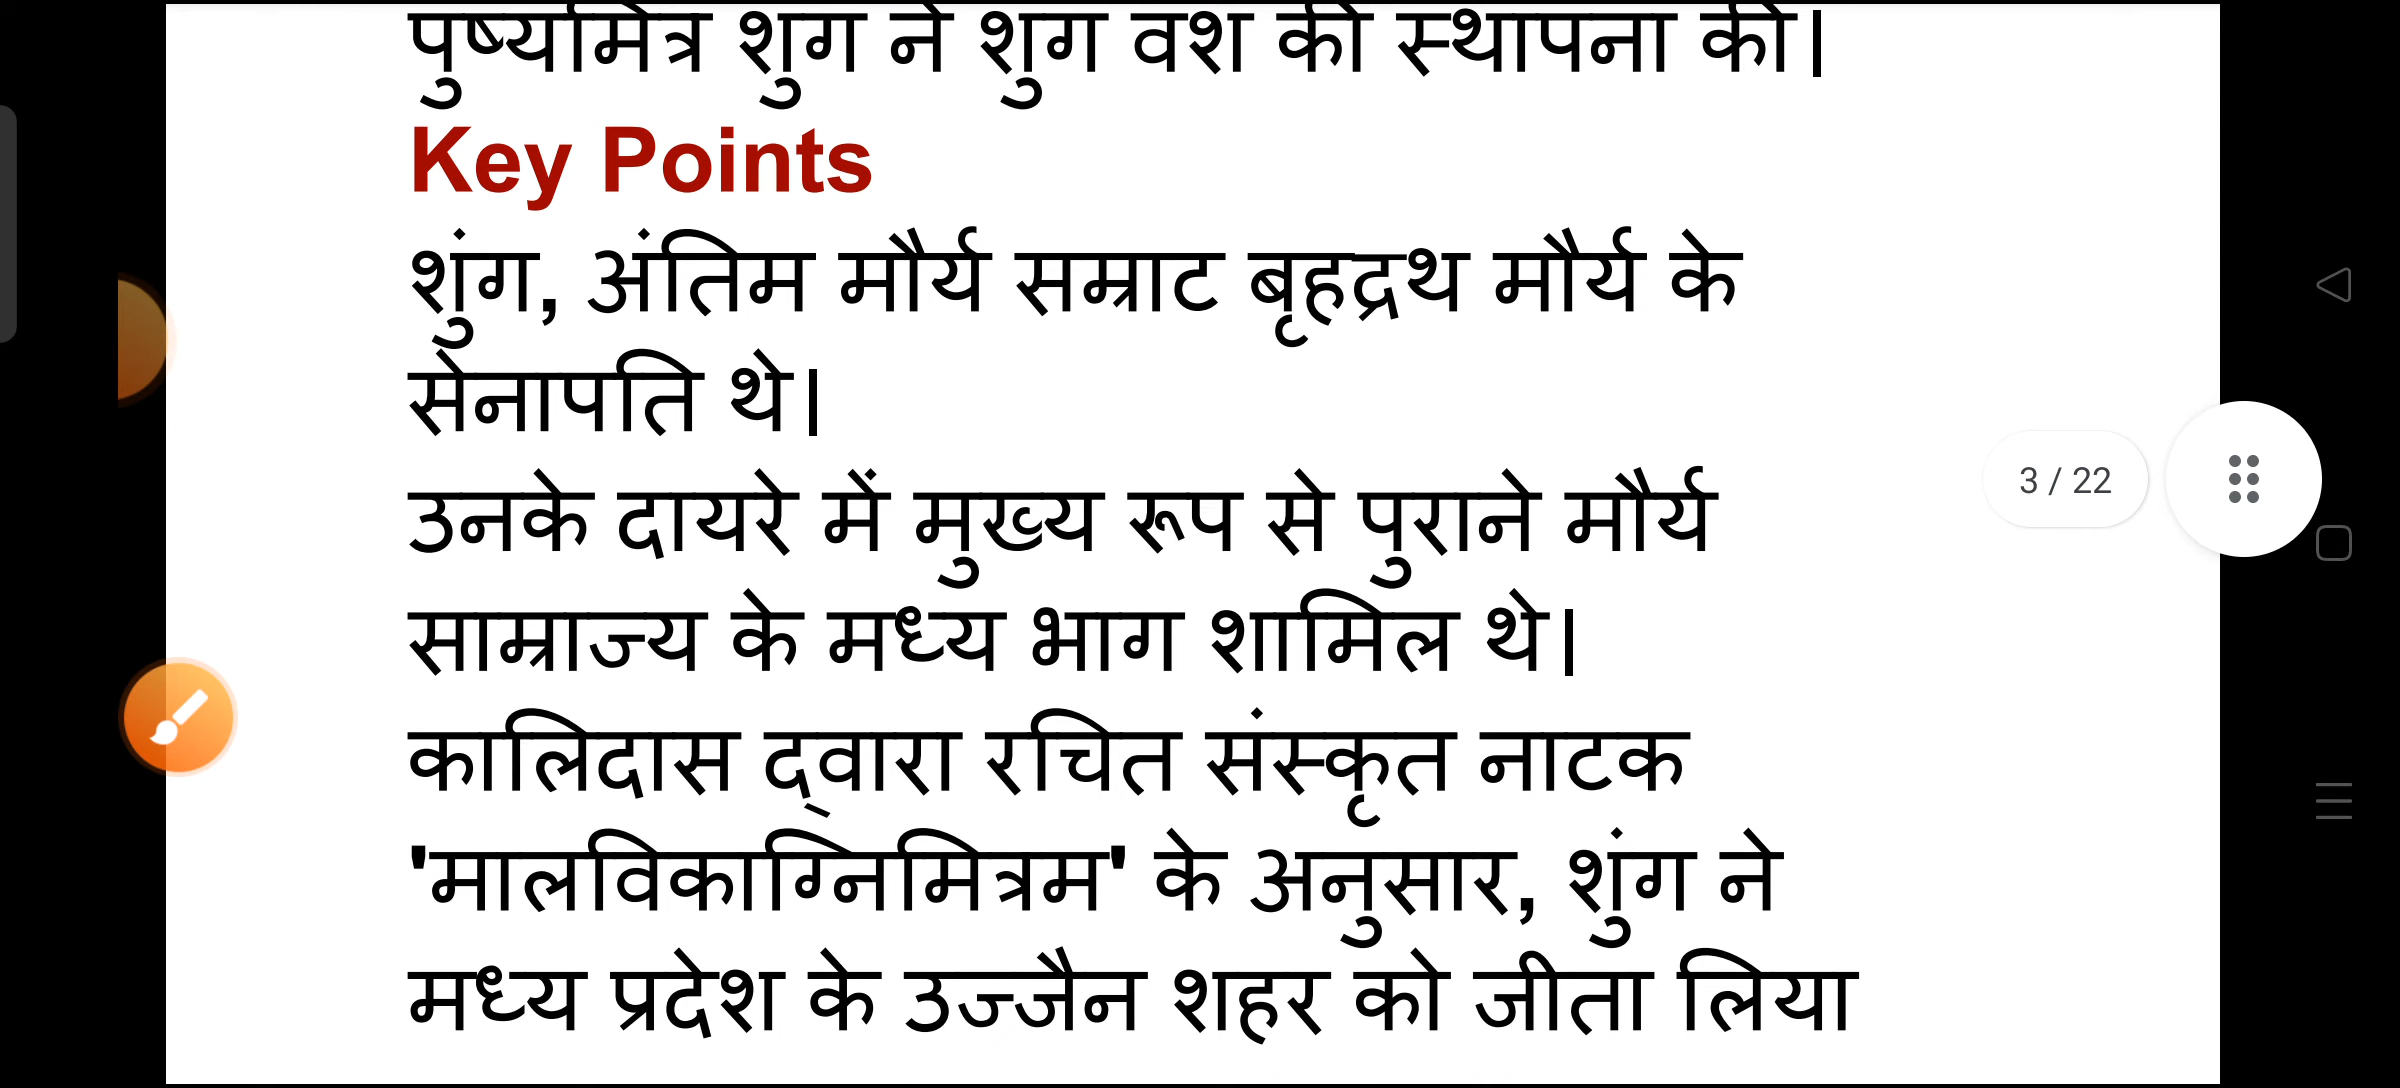 पुष्यमित्र शुंग ने शुंग वंश की स्थापना की।
Key Points
शुंग, अंतिम मौर्य सम्राट बृहद्रथ मौर्य के
सेनापति थे।
उनके दायरे में मुख्य रूप से पुराने मौर्य
साम्राज्य के मध्य भाग शामिल थे।
3 / 22
कालिदास द्वारा रचित संस्कृत नाटक
'मालविकाग्निमित्रम' के अनुसार, शुंग ने
मध्य प्रदेश के उज्जैन शहर को जीता लिया